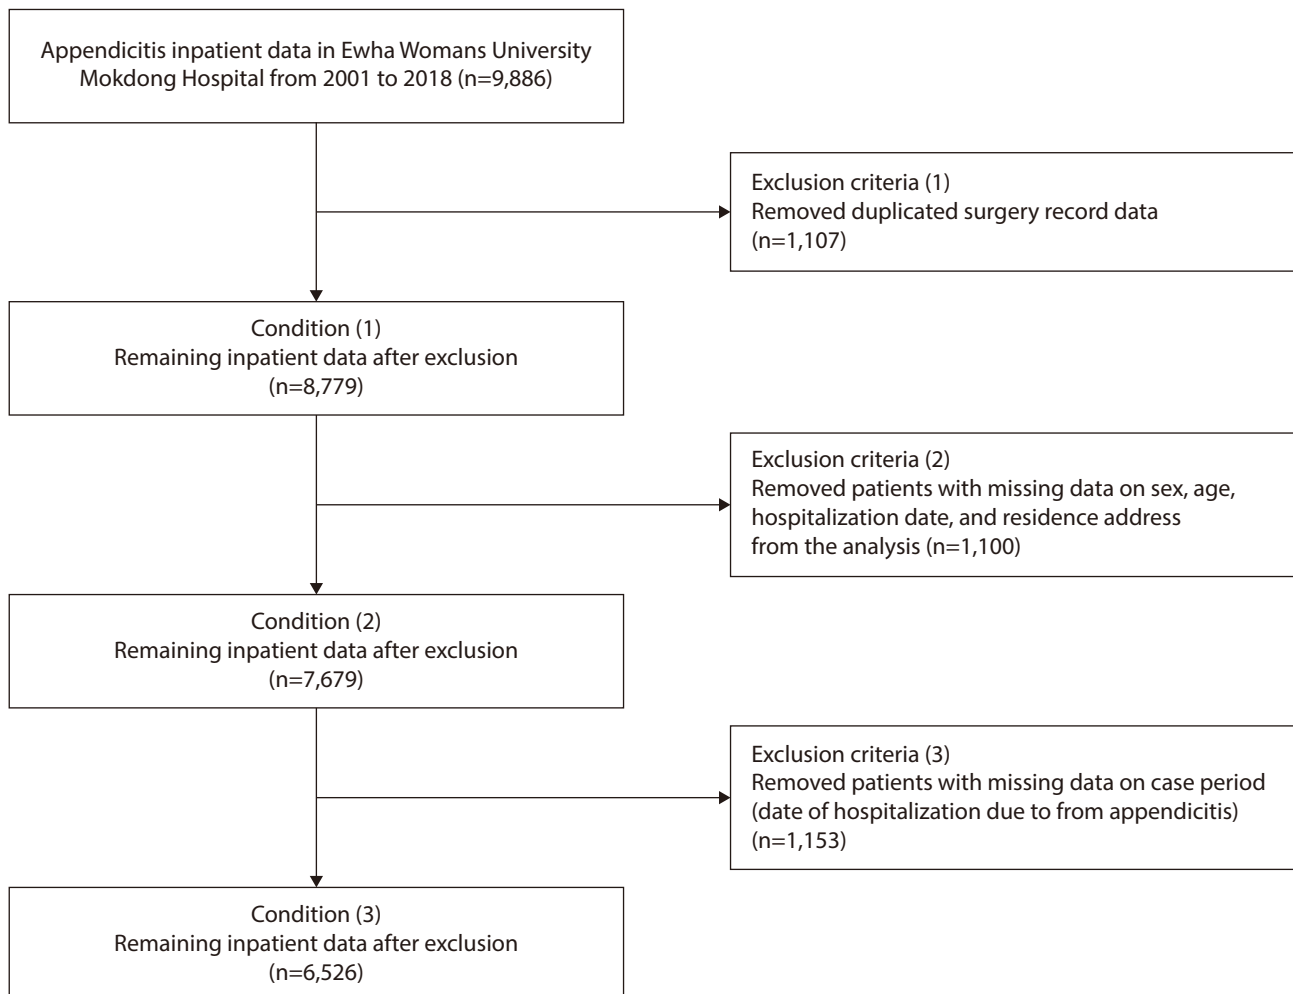 Appendicitis inpatient data in Ewha Womans University
Mokdong Hospital from 2001 to 2018 (n=9,886)
Exclusion criteria (1)
Removed duplicated surgery record data
(n=1,107)
Condition (1)
Remaining inpatient data after exclusion
(n=8,779)
Exclusion criteria (2)
Removed patients with missing data on sex, age,
hospitalization date, and residence address
from the analysis (n=1,100)
Condition (2)
Remaining inpatient data after exclusion
(n=7,679)
Exclusion criteria (3)
Removed patients with missing data on case period
(date of hospitalization due to from appendicitis)
(n=1,153)
Condition (3)
Remaining inpatient data after exclusion
(n=6,526)